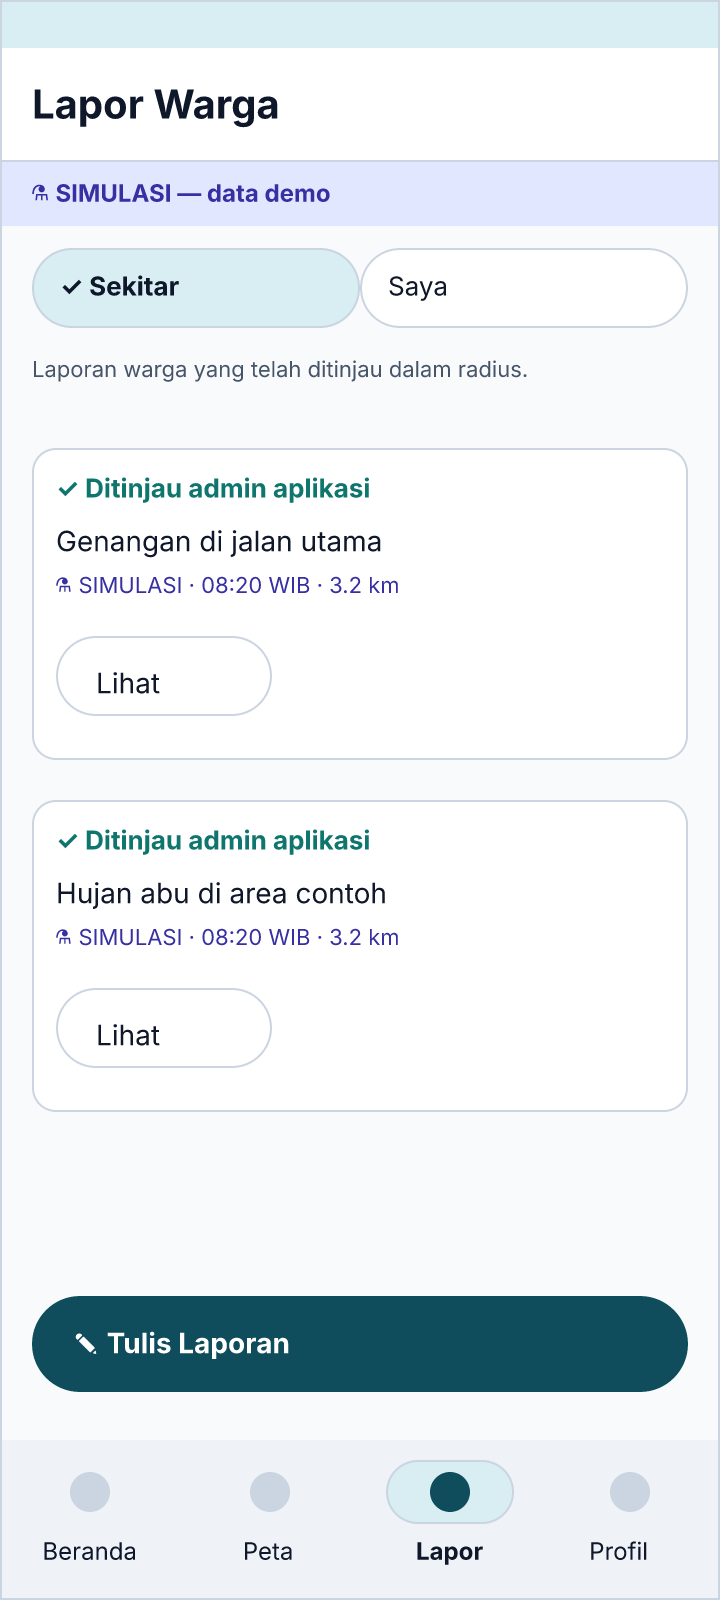 Lapor Warga
⚗ SIMULASI — data demo
✓ Sekitar
Saya
Laporan warga yang telah ditinjau dalam radius.
✓ Ditinjau admin aplikasi
Genangan di jalan utama
⚗ SIMULASI · 08:20 WIB · 3.2 km
Lihat
✓ Ditinjau admin aplikasi
Hujan abu di area contoh
⚗ SIMULASI · 08:20 WIB · 3.2 km
Lihat
✎ Tulis Laporan
Beranda
Peta
Lapor
Profil